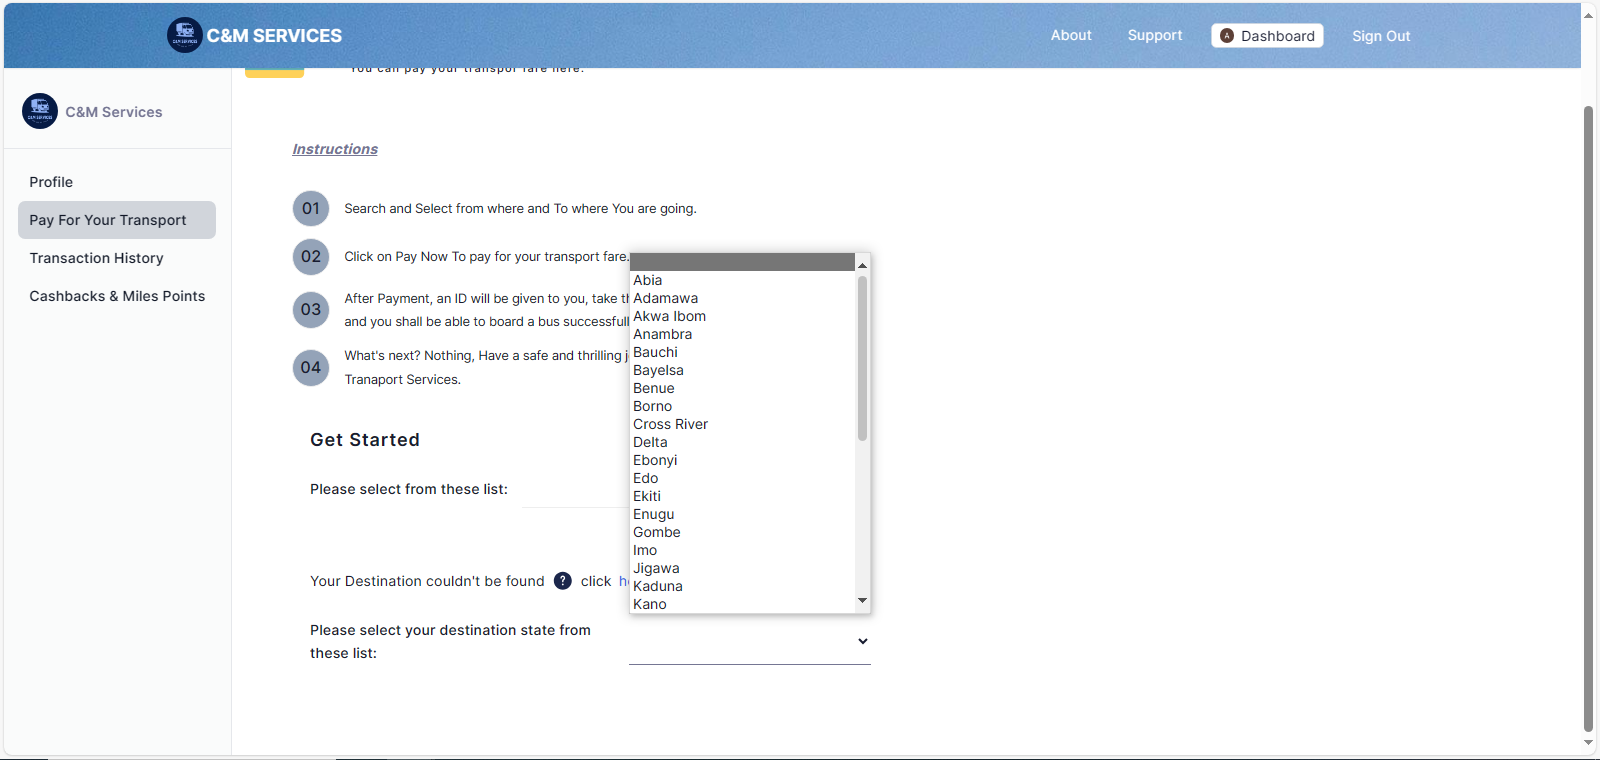 C&M SERVICES
About
Support
A Dashboard
Sign Out
You can pay your transpor fare here.
C&M Services
Profile
Pay For Your Transport
Transaction History
Cashbacks & Miles Points
Instructions
01 Search and Select from where and To where You are going.
02 Click on Pay Now To pay for your transport fare.
03 After Payment, an ID will be given to you, take
and you shall be able to board a bus
04 What's next? Nothing, Have a safe and thrilling
Tranaport Services.
Get Started
Please select from these list:
Your Destination couldn't be found ? click
Please select your destination state from
these list:
Abia
Adamawa
Akwa Ibom
Anambra
Bauchi
Bayelsa
Benue
Borno
Cross River
Delta
Ebonyi
Edo
Ekiti
Enugu
Gombe
Imo
Jigawa
Kaduna
Kano